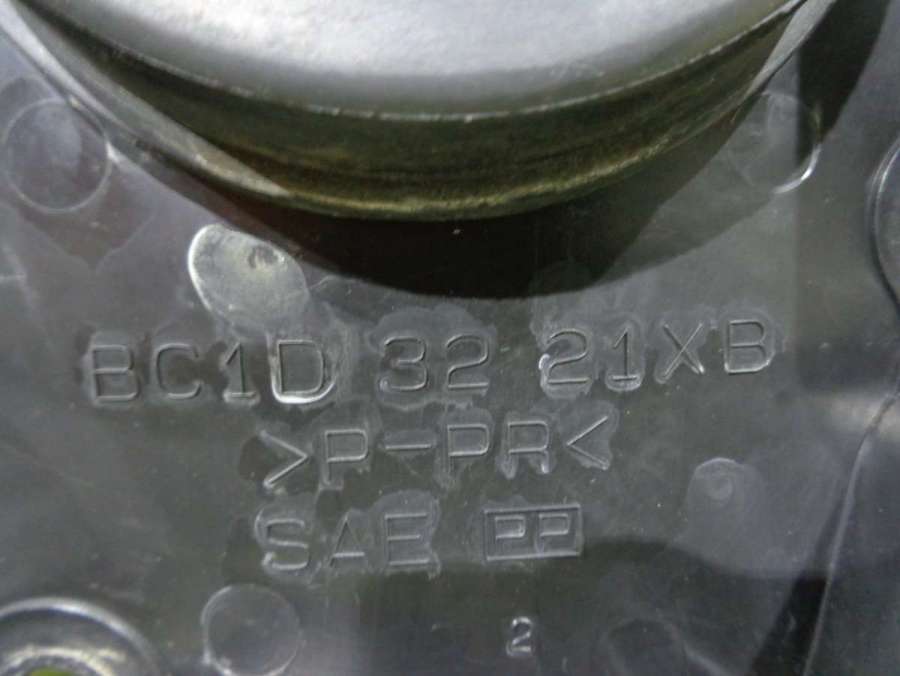 BC1D 32 21XB
>P-PR<
SAE PP
2